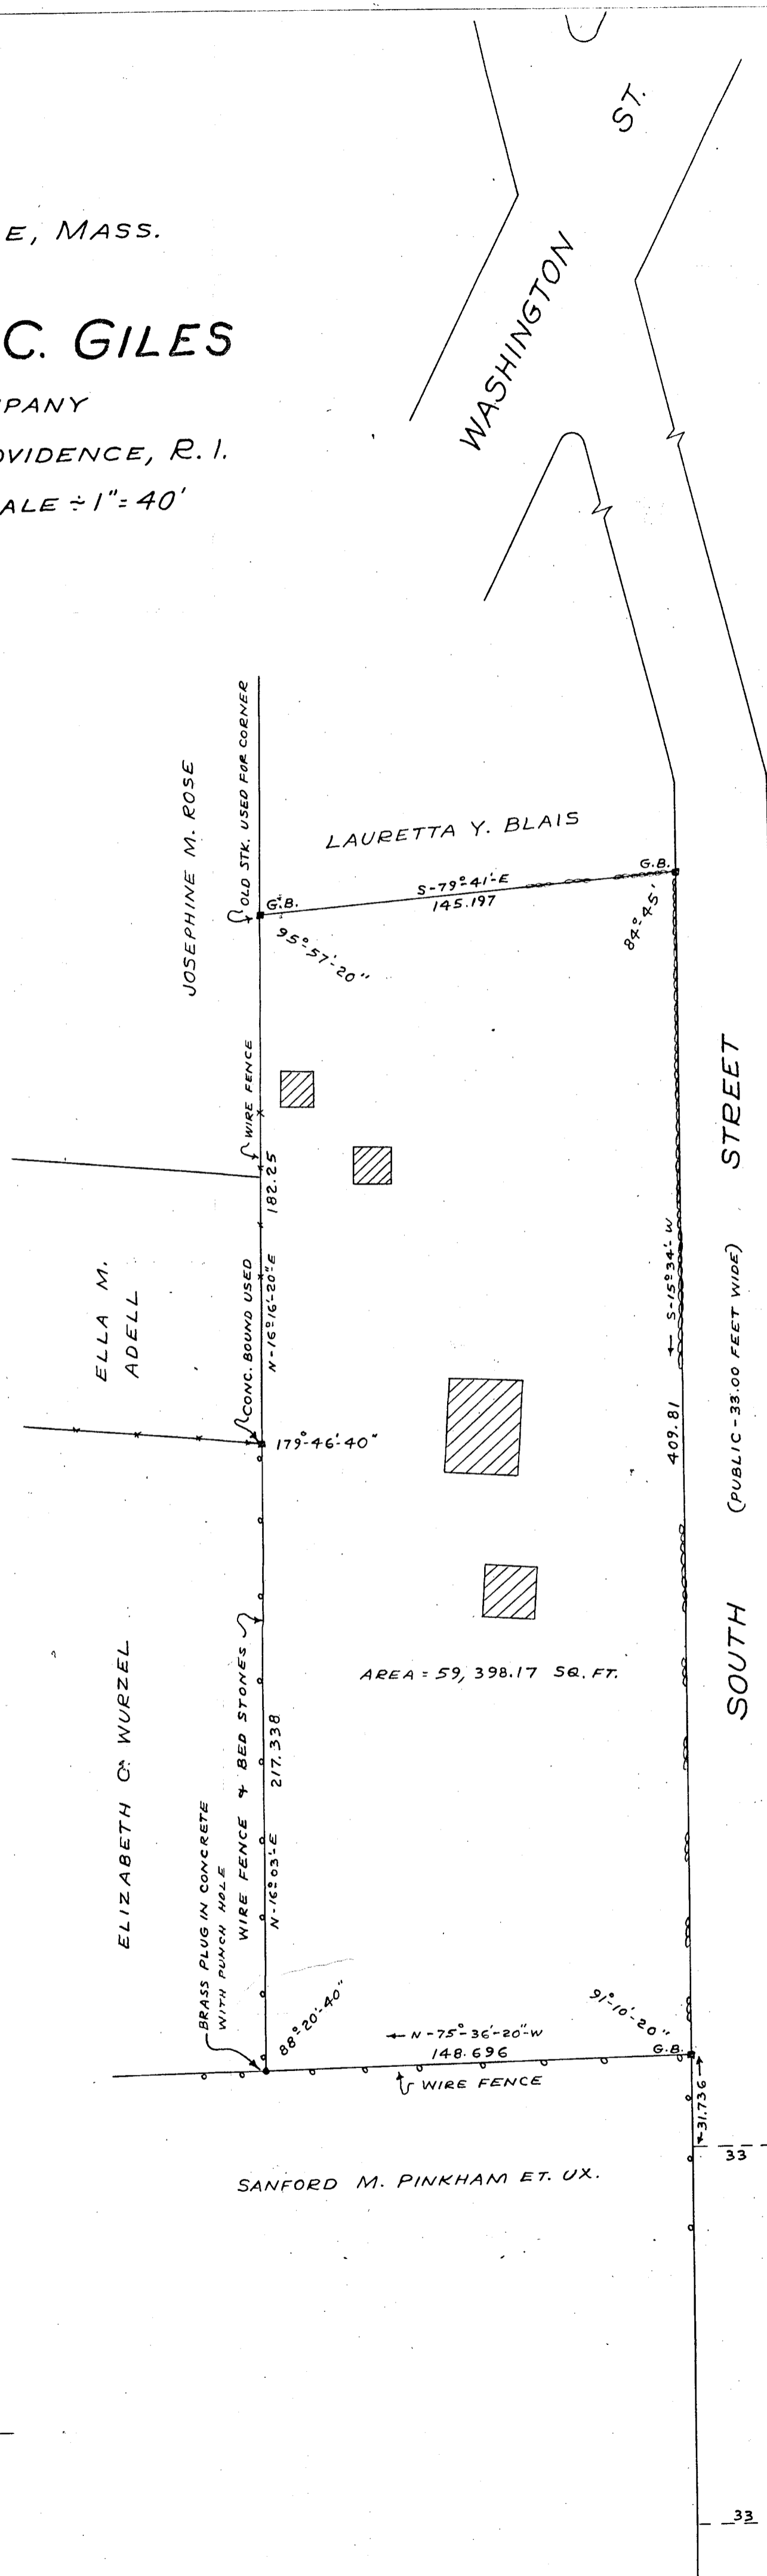 ST.
E, MASS.
WASHINGTON
C. GILES
PANY
OVIDENCE, R. I.
ALE ÷ 1"= 40'
JOSEPHINE M. ROSE
OLD STK. USED FOR CORNER
LAURETTA Y. BLAIS
G.B.
S-79°-41'-E
145.197
G.B.
84°-45'
95°-57'-20"
WIRE FENCE
182.25
N-16°-16'-20"E
CONC. BOUND USED
ELLA M.
ADELL
179°-46'-40"
← S-15°-34'-W
409.81
SOUTH (PUBLIC-33.00 FEET WIDE) STREET
AREA = 59,398.17 SQ. FT.
ELIZABETH C. WURZEL
WIRE FENCE & BED STONES
217.338
N-16°-03'-E
BRASS PLUG IN CONCRETE
WITH PUNCH HOLE
88°-20'-40"
← N-75°-36'-20"-W
148.696
91°-10'-20"
G.B.
WIRE FENCE
31.736
33
SANFORD M. PINKHAM ET. UX.
33